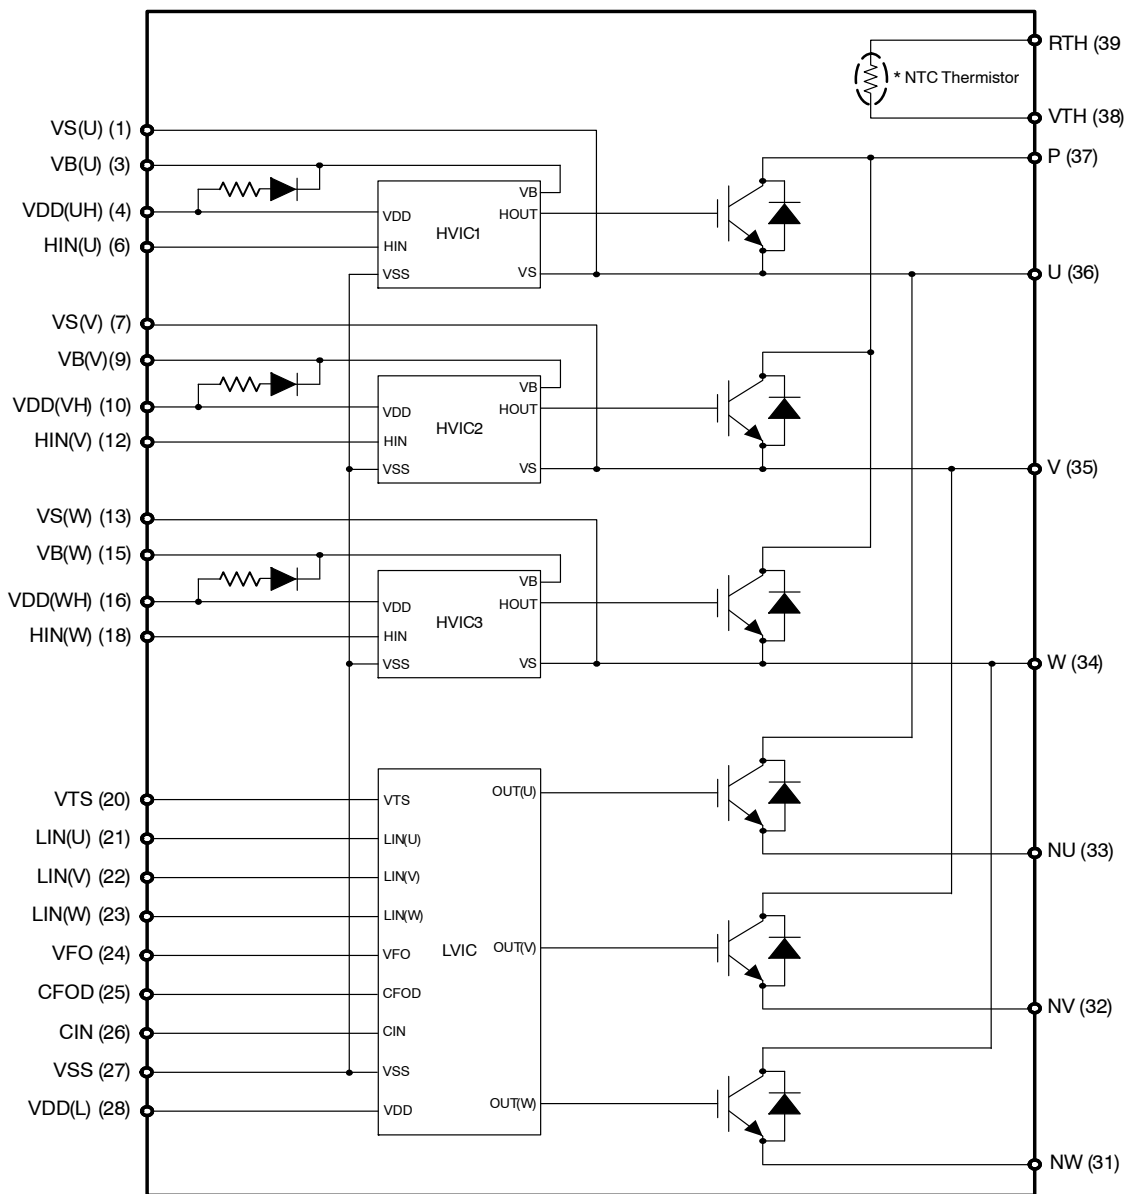 RTH (39
* NTC Thermistor
VTH (38)
P (37)
VS(U) (1)
VB(U) (3)
VDD(UH) (4)
HIN(U) (6)
VB
VDD
HOUT
HVIC1
HIN
VSS
VS
U (36)
VS(V) (7)
VB(V)(9)
VDD(VH) (10)
HIN(V) (12)
VB
VDD
HOUT
HVIC2
HIN
VSS
VS
V (35)
VS(W) (13)
VB(W) (15)
VDD(WH) (16)
HIN(W) (18)
VB
VDD
HOUT
HVIC3
HIN
VSS
VS
W (34)
VTS (20)
LIN(U) (21)
LIN(V) (22)
LIN(W) (23)
VFO (24)
CFOD (25)
CIN (26)
VSS (27)
VDD(L) (28)
VTS
LIN(U)
LIN(V)
LIN(W)
VFO
CFOD
CIN
VSS
VDD
LVIC
OUT(U)
OUT(V)
OUT(W)
NU (33)
NV (32)
NW (31)